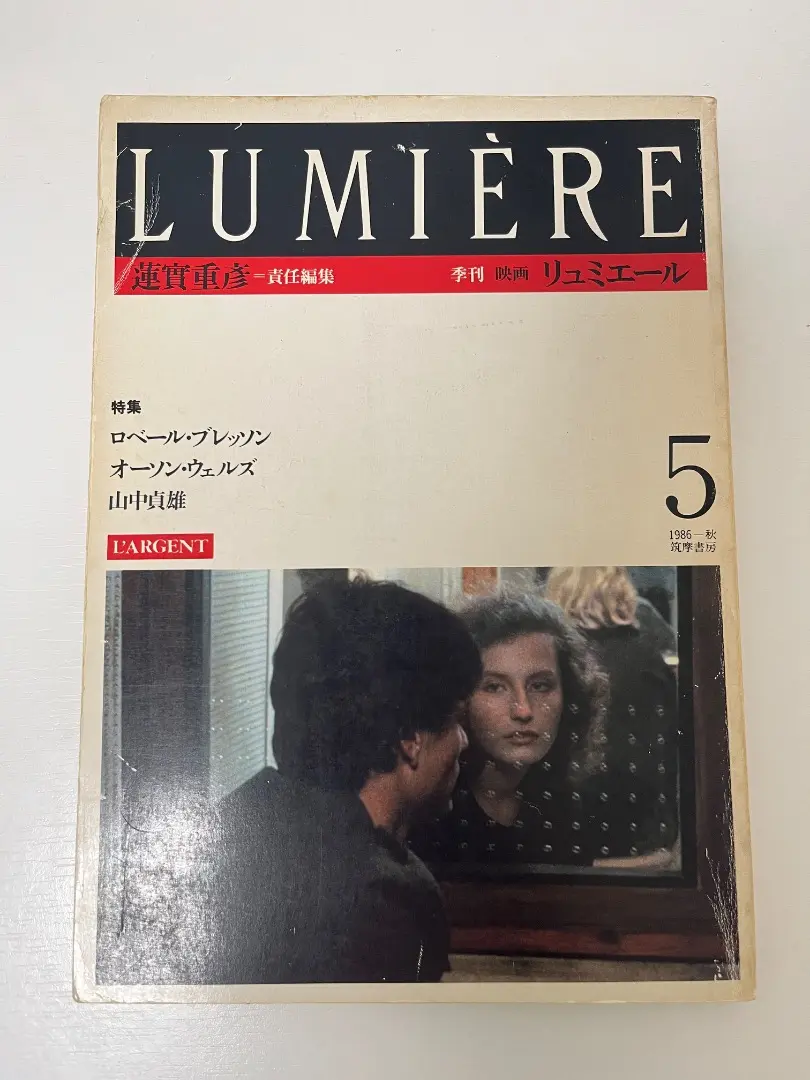 LUMIÈRE
蓮實重彦=責任編集 季刊 映画 リュミエール
特集
ロベール・ブレッソン
オーソン・ウェルズ
山中貞雄
L'ARGENT
5
1986—秋
筑摩書房